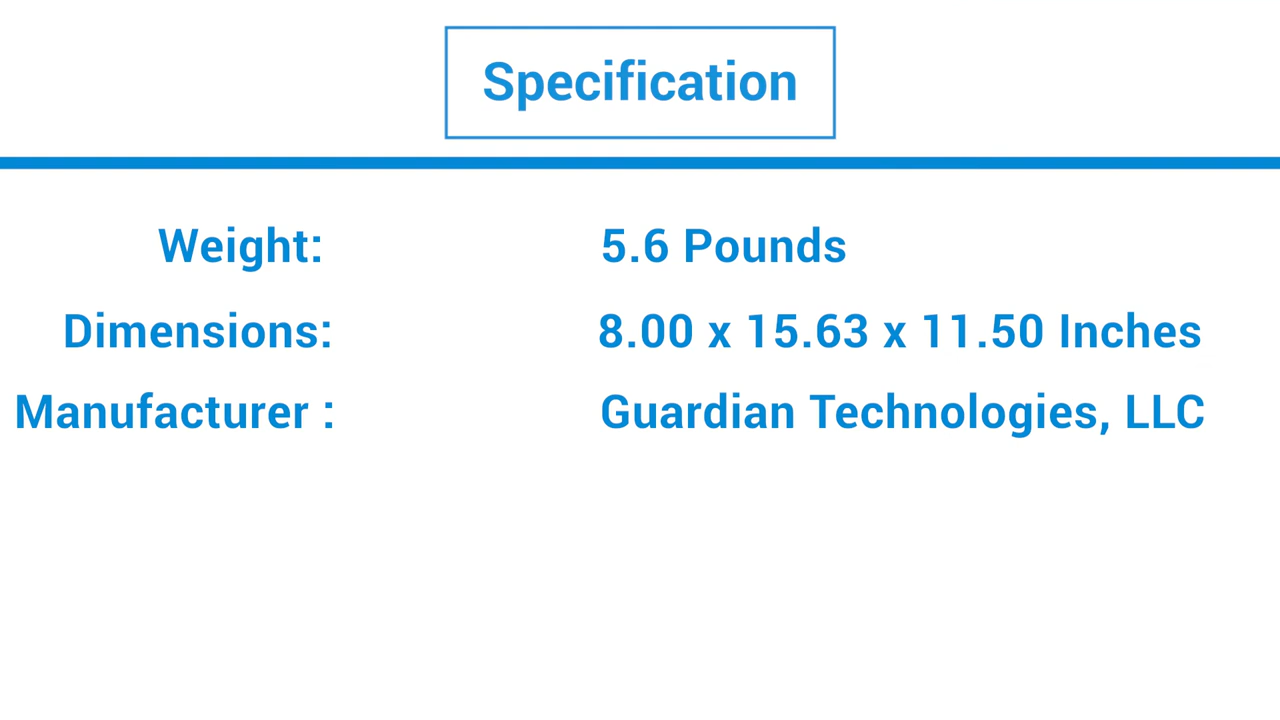 Specification
Weight: 5.6 Pounds
Dimensions: 8.00 x 15.63 x 11.50 Inches
Manufacturer : Guardian Technologies, LLC